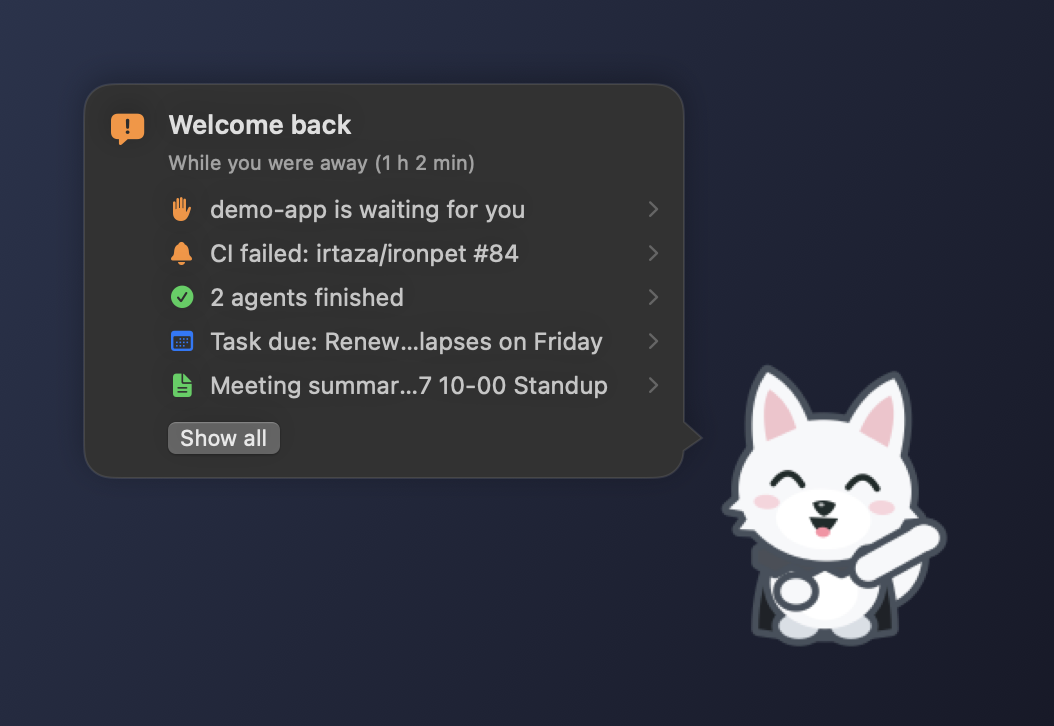 Welcome back
While you were away (1 h 2 min)
demo-app is waiting for you
CI failed: irtaza/ironpet #84
2 agents finished
Task due: Renew...lapses on Friday
Meeting summar...7 10-00 Standup
Show all